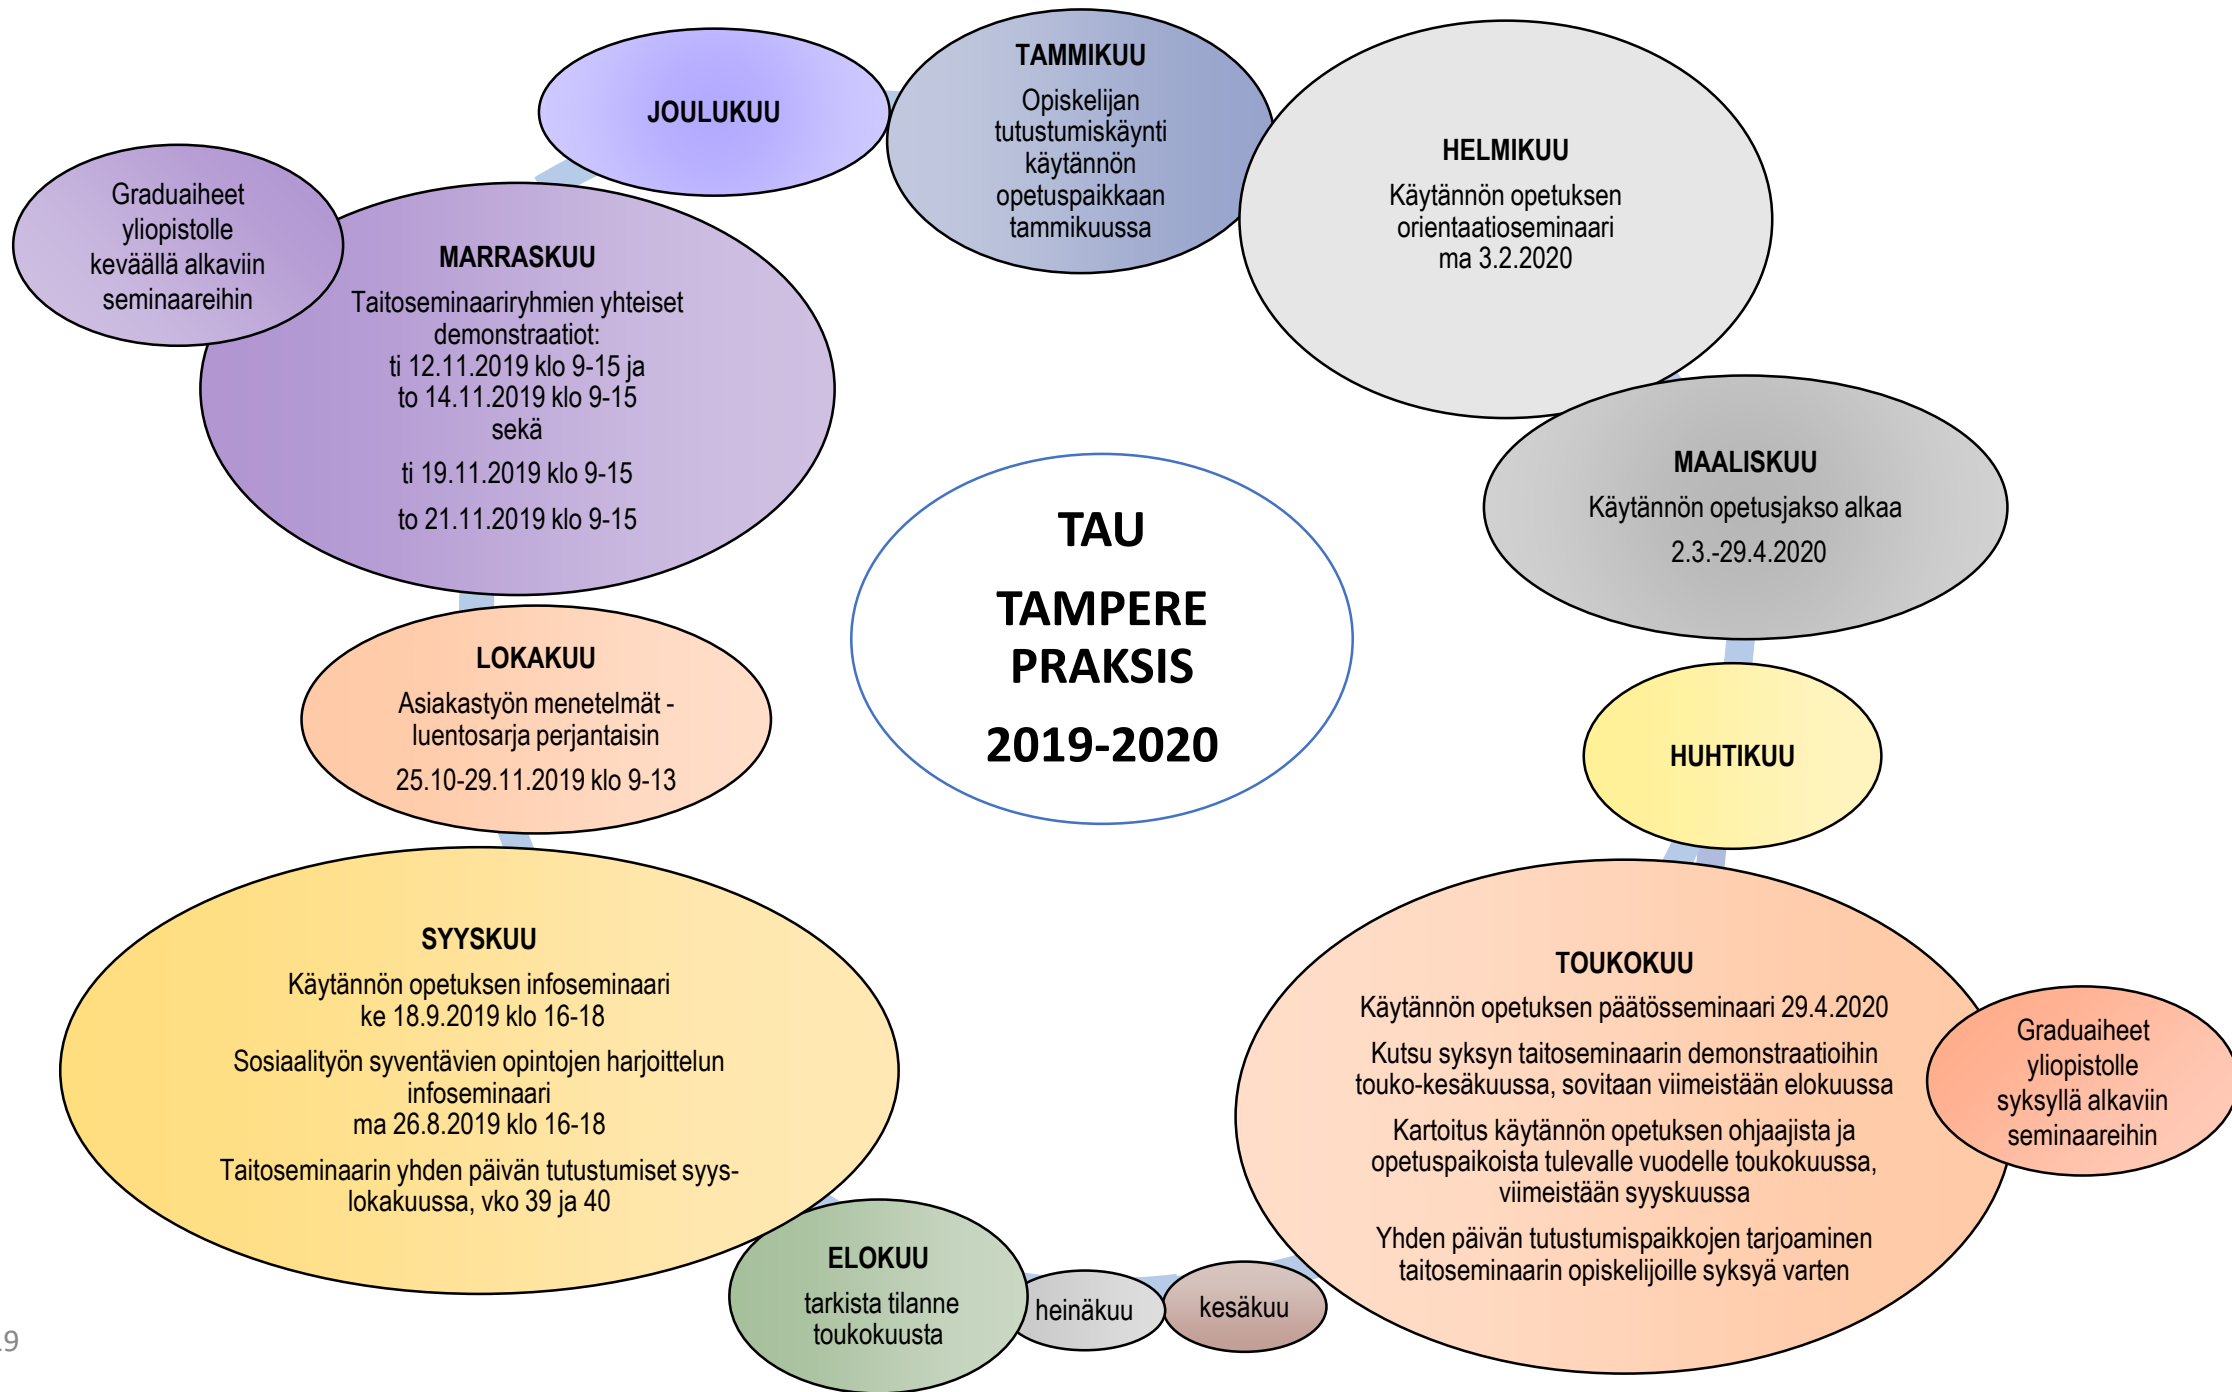 JOULUKUU
TAMMIKUU
Opiskelijan
tutustumiskäynti
käytännön
opetuspaikkaan
tammikuussa
HELMIKUU
Käytännön opetuksen
orientaatioseminaari
ma 3.2.2020
MAALISKUU
Käytännön opetusjakso alkaa
2.3.-29.4.2020
HUHTIKUU
TOUKOKUU
Käytännön opetuksen päätösseminaari 29.4.2020
Kutsu syksyn taitoseminaarin demonstraatioihin
touko-kesäkuussa, sovitaan viimeistään elokuussa
Kartoitus käytännön opetuksen ohjaajista ja
opetuspaikoista tulevalle vuodelle toukokuussa,
viimeistään syyskuussa
Yhden päivän tutustumispaikkojen tarjoaminen
taitoseminaarin opiskelijoille syksyä varten
Graduaiheet
yliopistolle
syksyllä alkaviin
seminaareihin
kesäkuu
heinäkuu
ELOKUU
tarkista tilanne
toukokuusta
SYYSKUU
Käytännön opetuksen infoseminaari
ke 18.9.2019 klo 16-18
Sosiaalityön syventävien opintojen harjoittelun
infoseminaari
ma 26.8.2019 klo 16-18
Taitoseminaarin yhden päivän tutustumiset syys-
lokakuussa, vko 39 ja 40
LOKAKUU
Asiakastyön menetelmät -
luentosarja perjantaisin
25.10-29.11.2019 klo 9-13
MARRASKUU
Taitoseminaariryhmien yhteiset
demonstraatiot:
ti 12.11.2019 klo 9-15 ja
to 14.11.2019 klo 9-15
sekä
ti 19.11.2019 klo 9-15
to 21.11.2019 klo 9-15
Graduaiheet
yliopistolle
keväällä alkaviin
seminaareihin
TAU
TAMPERE
PRAKSIS
2019-2020